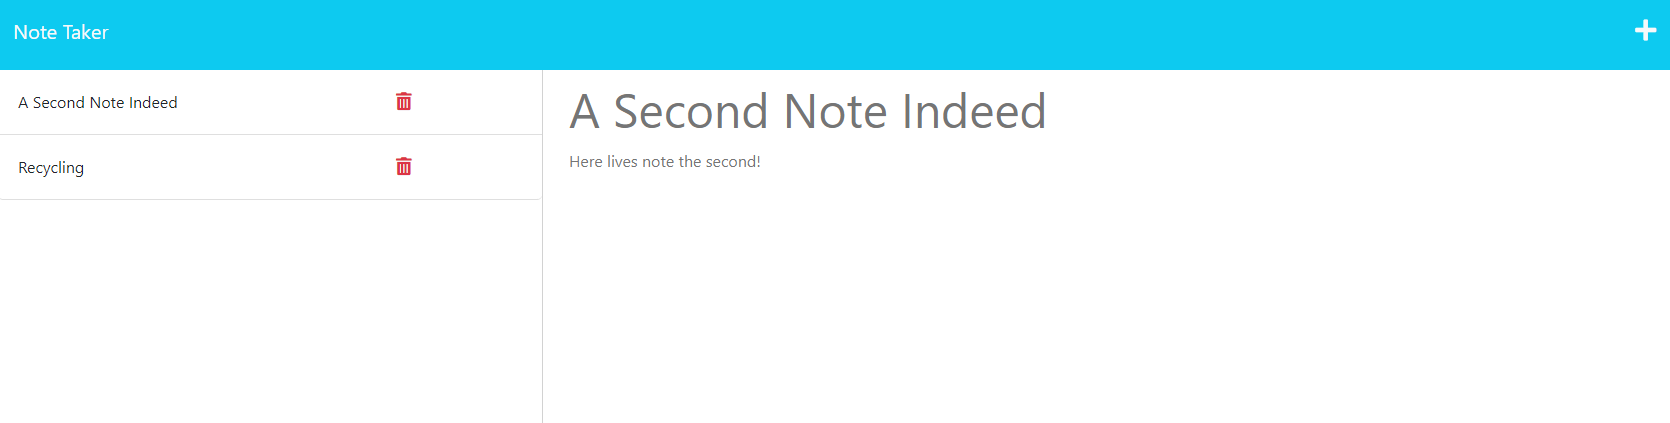 Note Taker
A Second Note Indeed
Recycling
A Second Note Indeed
Here lives note the second!